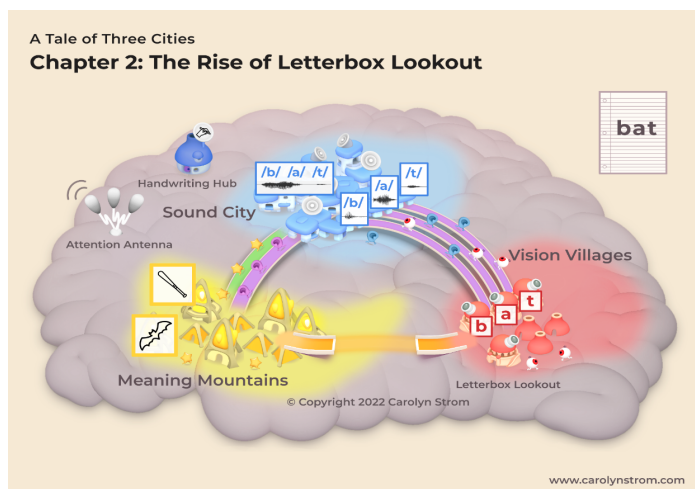 A Tale of Three Cities
Chapter 2: The Rise of Letterbox Lookout
bat
Handwriting Hub
/b/ /a/ /t/
/a/
/t/
/b/
Sound City
Attention Antenna
Vision Villages
b
a
t
Meaning Mountains
Letterbox Lookout
© Copyright 2022 Carolyn Strom
www.carolynstrom.com